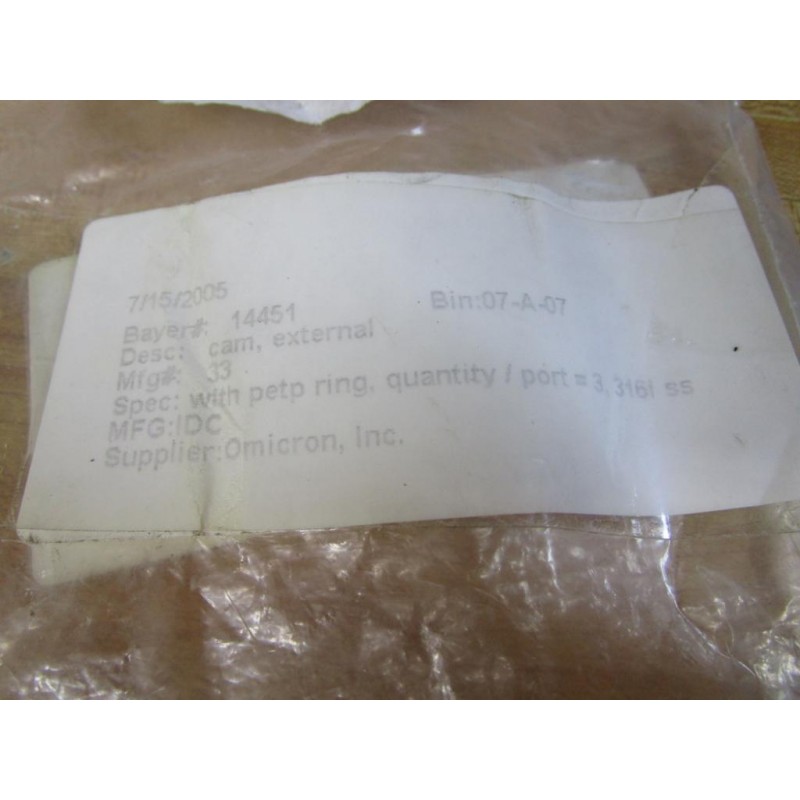 7/15/2005 Bin:07-A-07
Bayer#: 14451
Desc: cam, external
Mfg#: 33
Spec: with petp ring, quantity / port = 3, 316l ss
MFG:IDC
Supplier:Omicron, Inc.